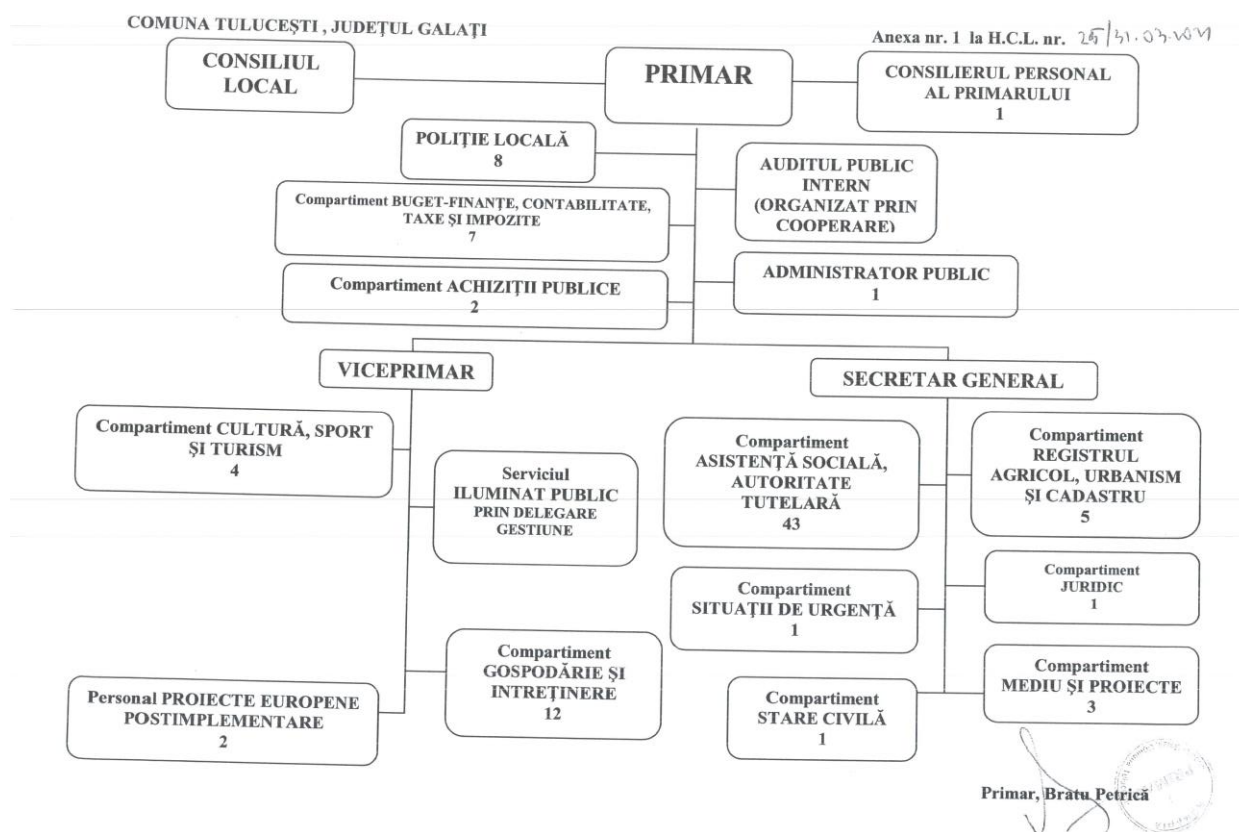 COMUNA TULUCEȘTI , JUDEȚUL GALAȚI
Anexa nr. 1 la H.C.L. nr. 25/31.03.2021
CONSILIUL
LOCAL
PRIMAR
CONSILIERUL PERSONAL
AL PRIMARULUI
1
POLIȚIE LOCALĂ
8
AUDITUL PUBLIC
INTERN
(ORGANIZAT PRIN
COOPERARE)
Compartiment BUGET-FINANȚE, CONTABILITATE,
TAXE ȘI IMPOZITE
7
Compartiment ACHIZIȚII PUBLICE
2
ADMINISTRATOR PUBLIC
1
VICEPRIMAR
SECRETAR GENERAL
Compartiment CULTURĂ, SPORT
ȘI TURISM
4
Serviciul
ILUMINAT PUBLIC
PRIN DELEGARE
GESTIUNE
Compartiment
ASISTENȚĂ SOCIALĂ,
AUTORITATE
TUTELARĂ
43
Compartiment
REGISTRUL
AGRICOL, URBANISM
ȘI CADASTRU
5
Compartiment
SITUAȚII DE URGENȚĂ
1
Compartiment
JURIDIC
1
Compartiment
GOSPODĂRIE ȘI
INTREȚINERE
12
Personal PROIECTE EUROPENE
POSTIMPLEMENTARE
2
Compartiment
STARE CIVILĂ
1
Compartiment
MEDIU ȘI PROIECTE
3
Primar, Bratu Petrică